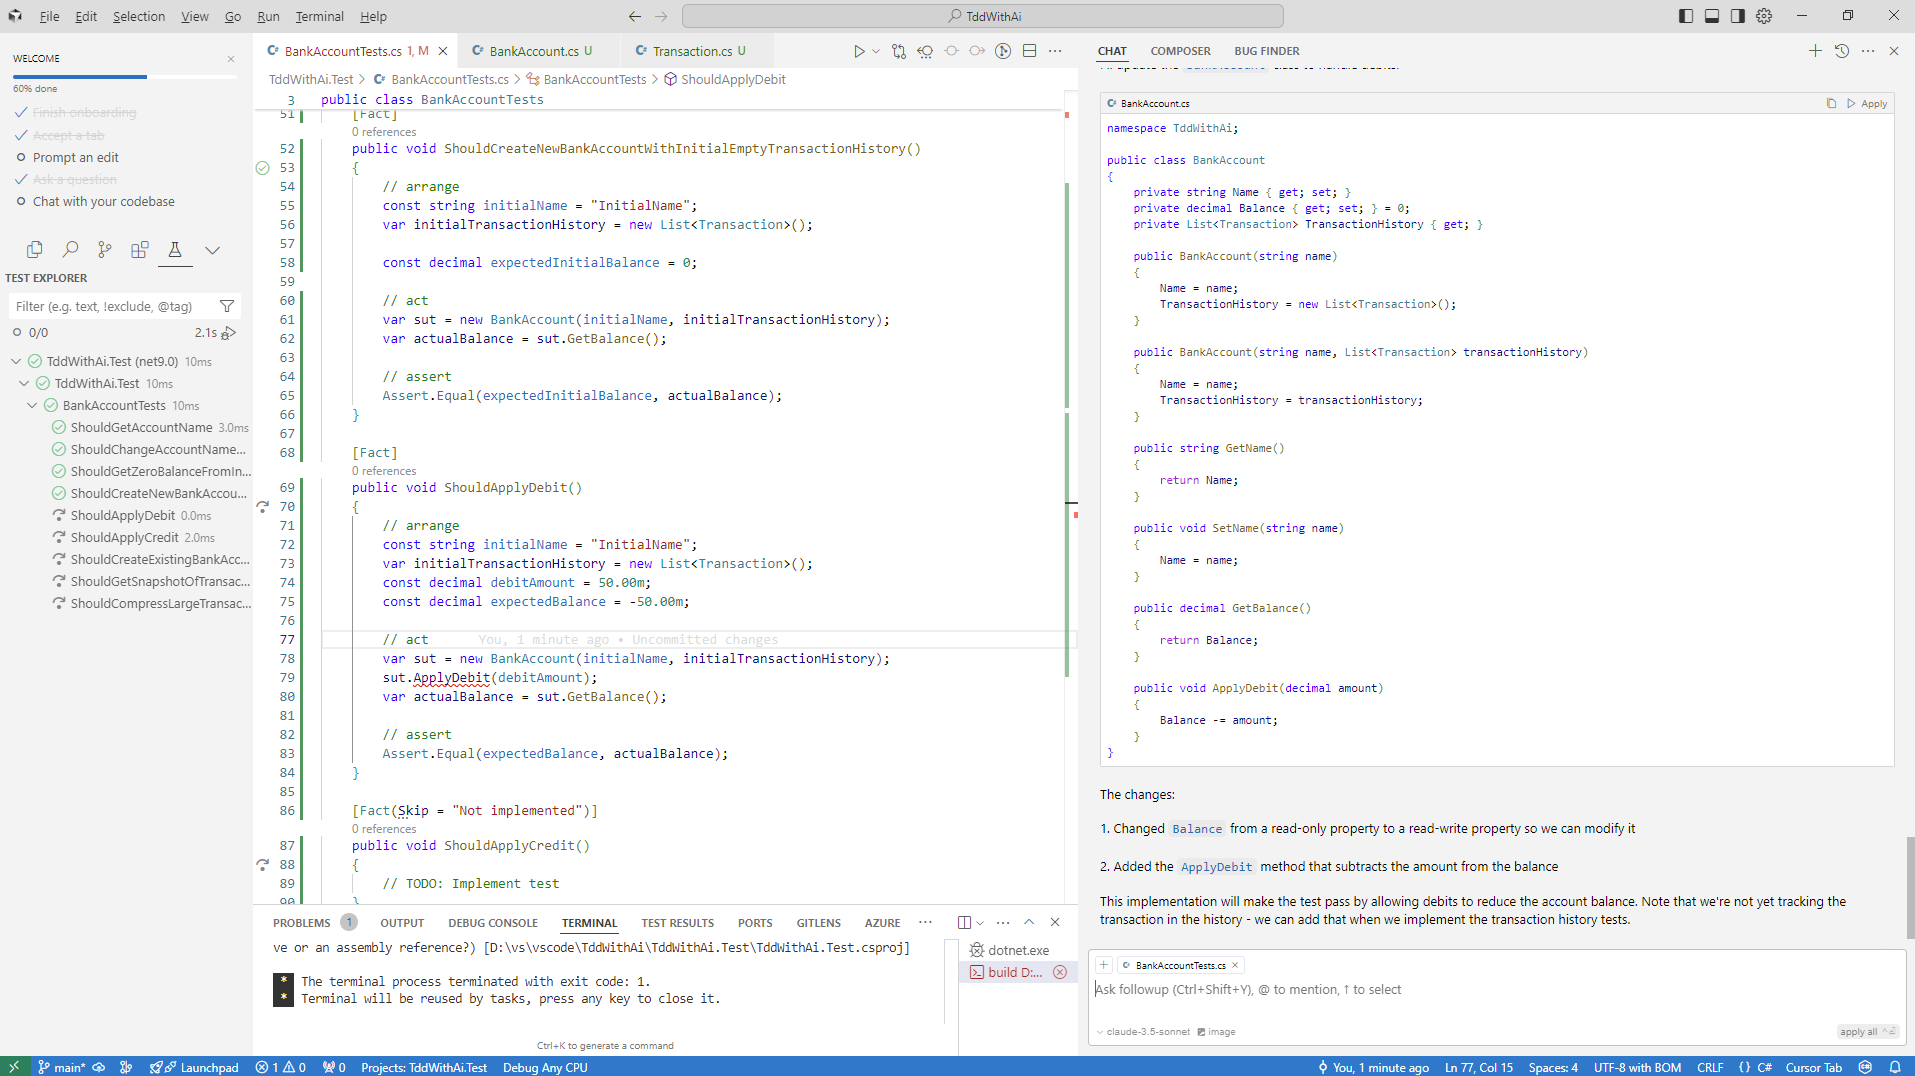 File Edit Selection View Go Run Terminal Help
TddWithAi
WELCOME
60% done
Finish onboarding
Accept a tab
Prompt an edit
Ask a question
Chat with your codebase
TEST EXPLORER
Filter (e.g. text, !exclude, @tag)
0/0 2.1s
TddWithAi.Test (net9.0) 10ms
TddWithAi.Test 10ms
BankAccountTests 10ms
ShouldGetAccountName 3.0ms
ShouldChangeAccountName...
ShouldGetZeroBalanceFromIn...
ShouldCreateNewBankAccou...
ShouldApplyDebit 0.0ms
ShouldApplyCredit 2.0ms
ShouldCreateExistingBankAcc...
ShouldGetSnapshotOfTransac...
ShouldCompressLargeTransac...
BankAccountTests.cs 1, M
BankAccount.cs U
Transaction.cs U
TddWithAi.Test > BankAccountTests.cs > BankAccountTests > ShouldApplyDebit
3 public class BankAccountTests
51 [Fact]
0 references
52 public void ShouldCreateNewBankAccountWithInitialEmptyTransactionHistory()
53 {
54 // arrange
55 const string initialName = "InitialName";
56 var initialTransactionHistory = new List<Transaction>();
57
58 const decimal expectedInitialBalance = 0;
59
60 // act
61 var sut = new BankAccount(initialName, initialTransactionHistory);
62 var actualBalance = sut.GetBalance();
63
64 // assert
65 Assert.Equal(expectedInitialBalance, actualBalance);
66 }
67
68 [Fact]
0 references
69 public void ShouldApplyDebit()
70 {
71 // arrange
72 const string initialName = "InitialName";
73 var initialTransactionHistory = new List<Transaction>();
74 const decimal debitAmount = 50.00m;
75 const decimal expectedBalance = -50.00m;
76
77 // act You, 1 minute ago • Uncommitted changes
78 var sut = new BankAccount(initialName, initialTransactionHistory);
79 sut.ApplyDebit(debitAmount);
80 var actualBalance = sut.GetBalance();
81
82 // assert
83 Assert.Equal(expectedBalance, actualBalance);
84 }
85
86 [Fact(Skip = "Not implemented")]
0 references
87 public void ShouldApplyCredit()
88 {
89 // TODO: Implement test
90 }
PROBLEMS 1 OUTPUT DEBUG CONSOLE TERMINAL TEST RESULTS PORTS GITLENS AZURE
ve or an assembly reference?) [D:\vs\vscode\TddWithAi\TddWithAi.Test\TddWithAi.Test.csproj]
* The terminal process terminated with exit code: 1.
* Terminal will be reused by tasks, press any key to close it.
Ctrl+K to generate a command
dotnet.exe
build D:...
CHAT COMPOSER BUG FINDER
BankAccount.cs Apply
namespace TddWithAi;
public class BankAccount
{
private string Name { get; set; }
private decimal Balance { get; set; } = 0;
private List<Transaction> TransactionHistory { get; }
public BankAccount(string name)
{
Name = name;
TransactionHistory = new List<Transaction>();
}
public BankAccount(string name, List<Transaction> transactionHistory)
{
Name = name;
TransactionHistory = transactionHistory;
}
public string GetName()
{
return Name;
}
public void SetName(string name)
{
Name = name;
}
public decimal GetBalance()
{
return Balance;
}
public void ApplyDebit(decimal amount)
{
Balance -= amount;
}
}
The changes:
1. Changed Balance from a read-only property to a read-write property so we can modify it
2. Added the ApplyDebit method that subtracts the amount from the balance
This implementation will make the test pass by allowing debits to reduce the account balance. Note that we're not yet tracking the
transaction in the history - we can add that when we implement the transaction history tests.
BankAccountTests.cs
Ask followup (Ctrl+Shift+Y), @ to mention, ↑ to select
claude-3.5-sonnet image
apply all
main* Launchpad 1 0 0 Projects: TddWithAi.Test Debug Any CPU
You, 1 minute ago Ln 77, Col 15 Spaces: 4 UTF-8 with BOM CRLF {} C# Cursor Tab